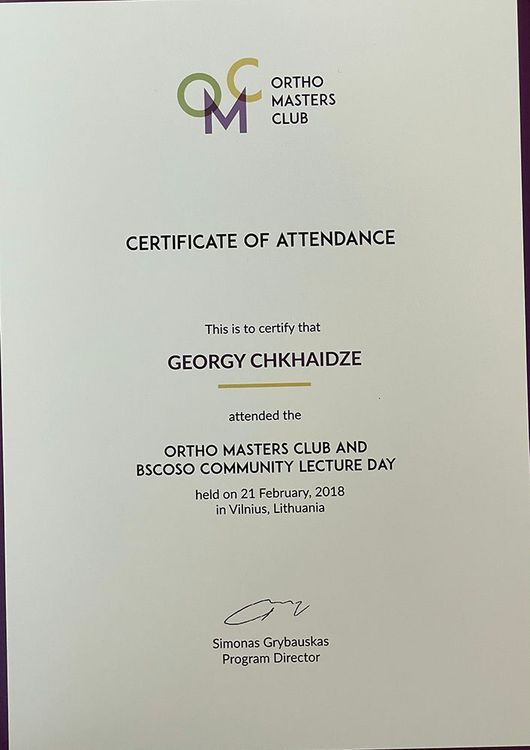 OMC
ORTHO
MASTERS
CLUB
CERTIFICATE OF ATTENDANCE
This is to certify that
GEORGY CHKHAIDZE
attended the
ORTHO MASTERS CLUB AND
BSCOSO COMMUNITY LECTURE DAY
held on 21 February, 2018
in Vilnius, Lithuania
Simonas Grybauskas
Program Director